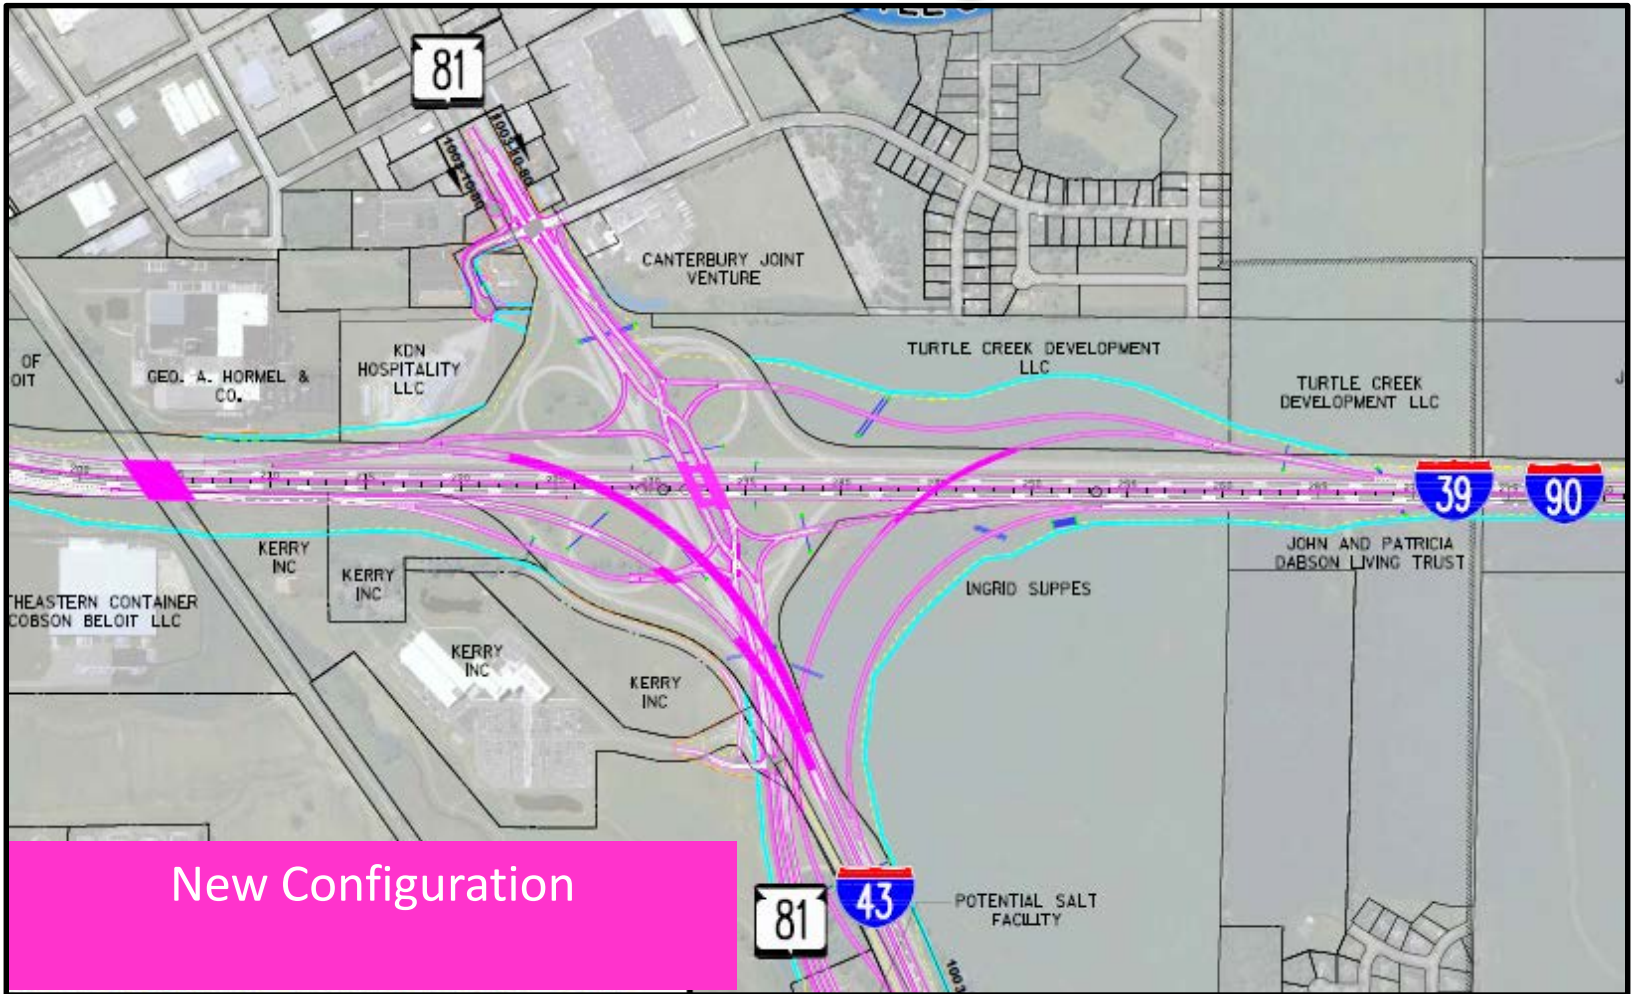 81
CANTERBURY JOINT
VENTURE
OF
OIT
GEO. A. HORMEL &
CO.
KDN
HOSPITALITY
LLC
TURTLE CREEK DEVELOPMENT
LLC
TURTLE CREEK
DEVELOPMENT LLC
39
90
KERRY
INC
KERRY
INC
THEASTERN CONTAINER
COBSON BELOIT LLC
KERRY
INC
KERRY
INC
INGRID SUPPES
JOHN AND PATRICIA
DABSON LIVING TRUST
New Configuration
81
43
POTENTIAL SALT
FACILITY
1003